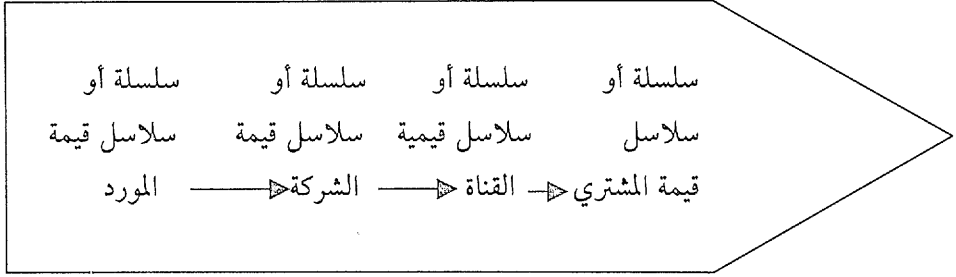 سلسلة أو سلسلة أو سلسلة أو سلسلة أو
سلاسل سلاسل قيمية سلاسل قيمة سلاسل قيمة
قيمة المشتري القناة الشركة المورد